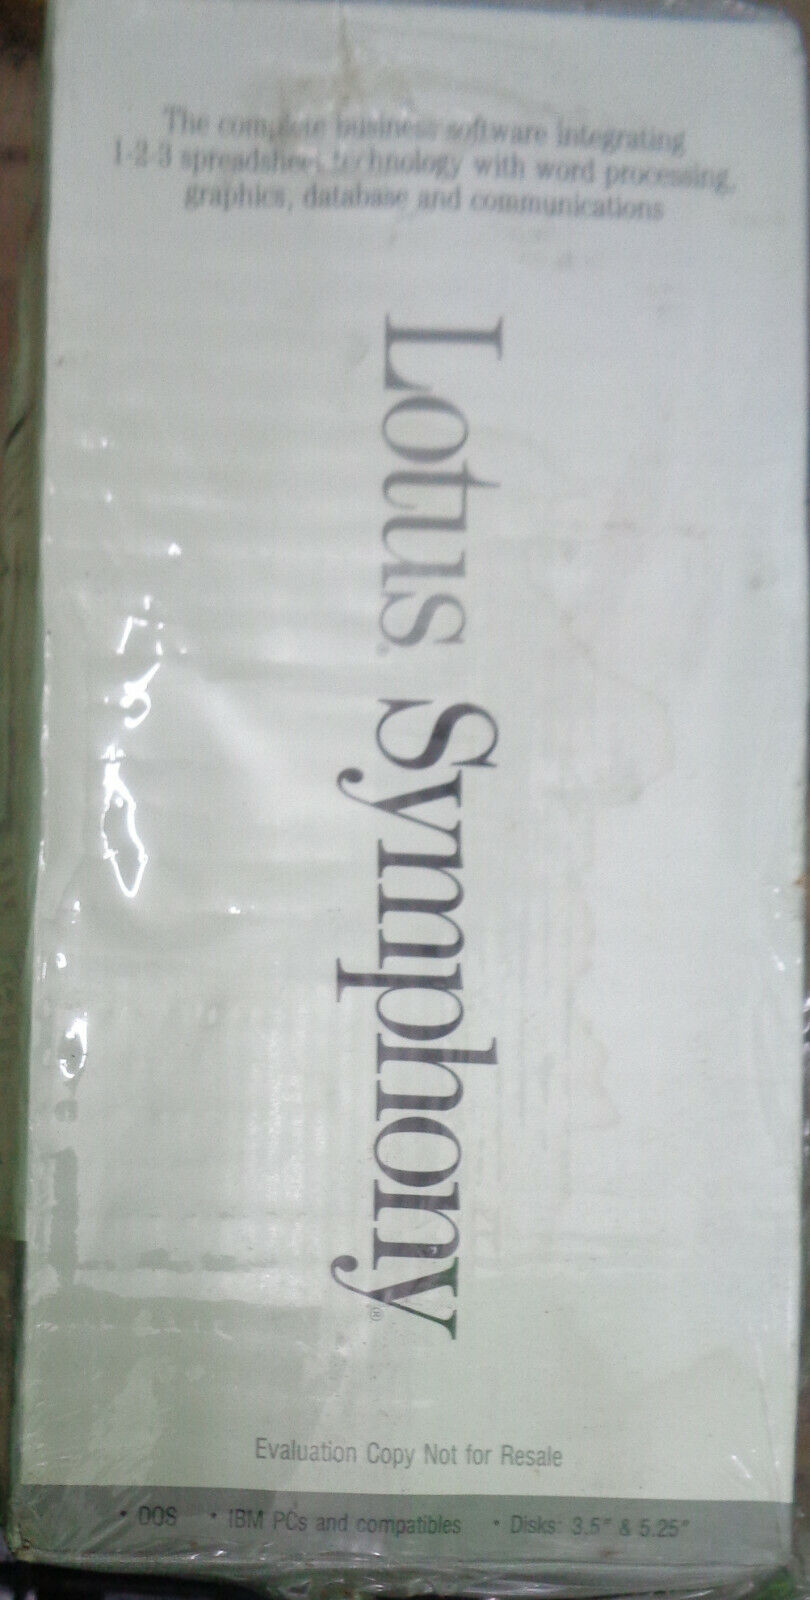 The complete business software integrating
1-2-3 spreadsheet technology with word processing,
graphics, database and communications
Lotus® Symphony®
Evaluation Copy Not for Resale
• DOS • IBM PCs and compatibles • Disks: 3.5" & 5.25"